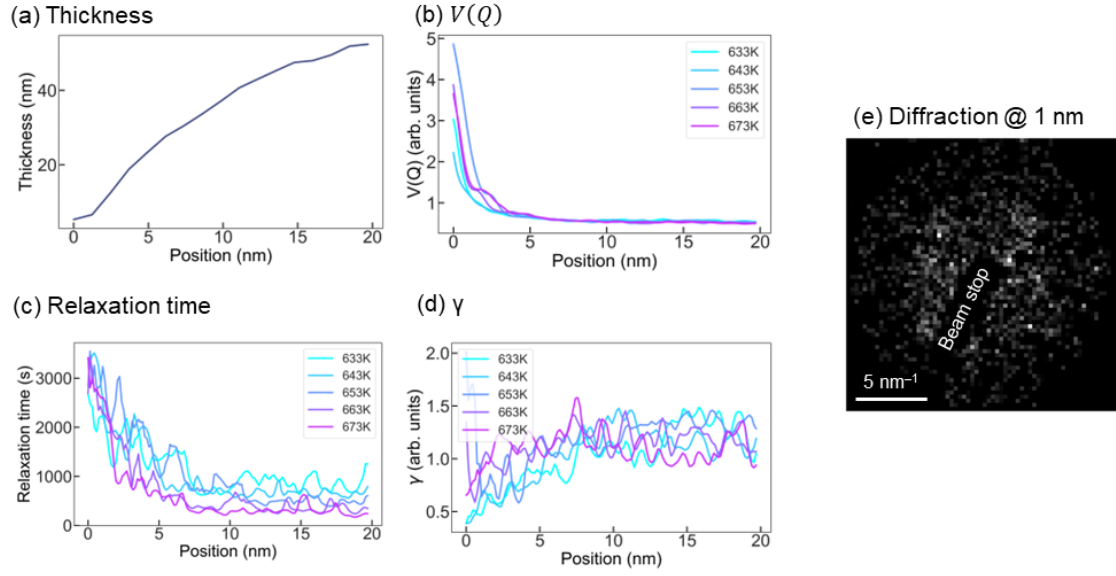 (a) Thickness
Thickness (nm)
40
20
0
5
10
15
20
Position (nm)
(b) V(Q)
V(Q) (arb. units)
5
4
3
2
1
0
5
10
15
20
Position (nm)
633K
643K
653K
663K
673K
(c) Relaxation time
Relaxation time (s)
3000
2000
1000
0
0
5
10
15
20
Position (nm)
633K
643K
653K
663K
673K
(d) γ
γ (arb. units)
2.0
1.5
1.0
0.5
0
5
10
15
20
Position (nm)
633K
643K
653K
663K
673K
(e) Diffraction @ 1 nm
Beam stop
5 nm⁻¹